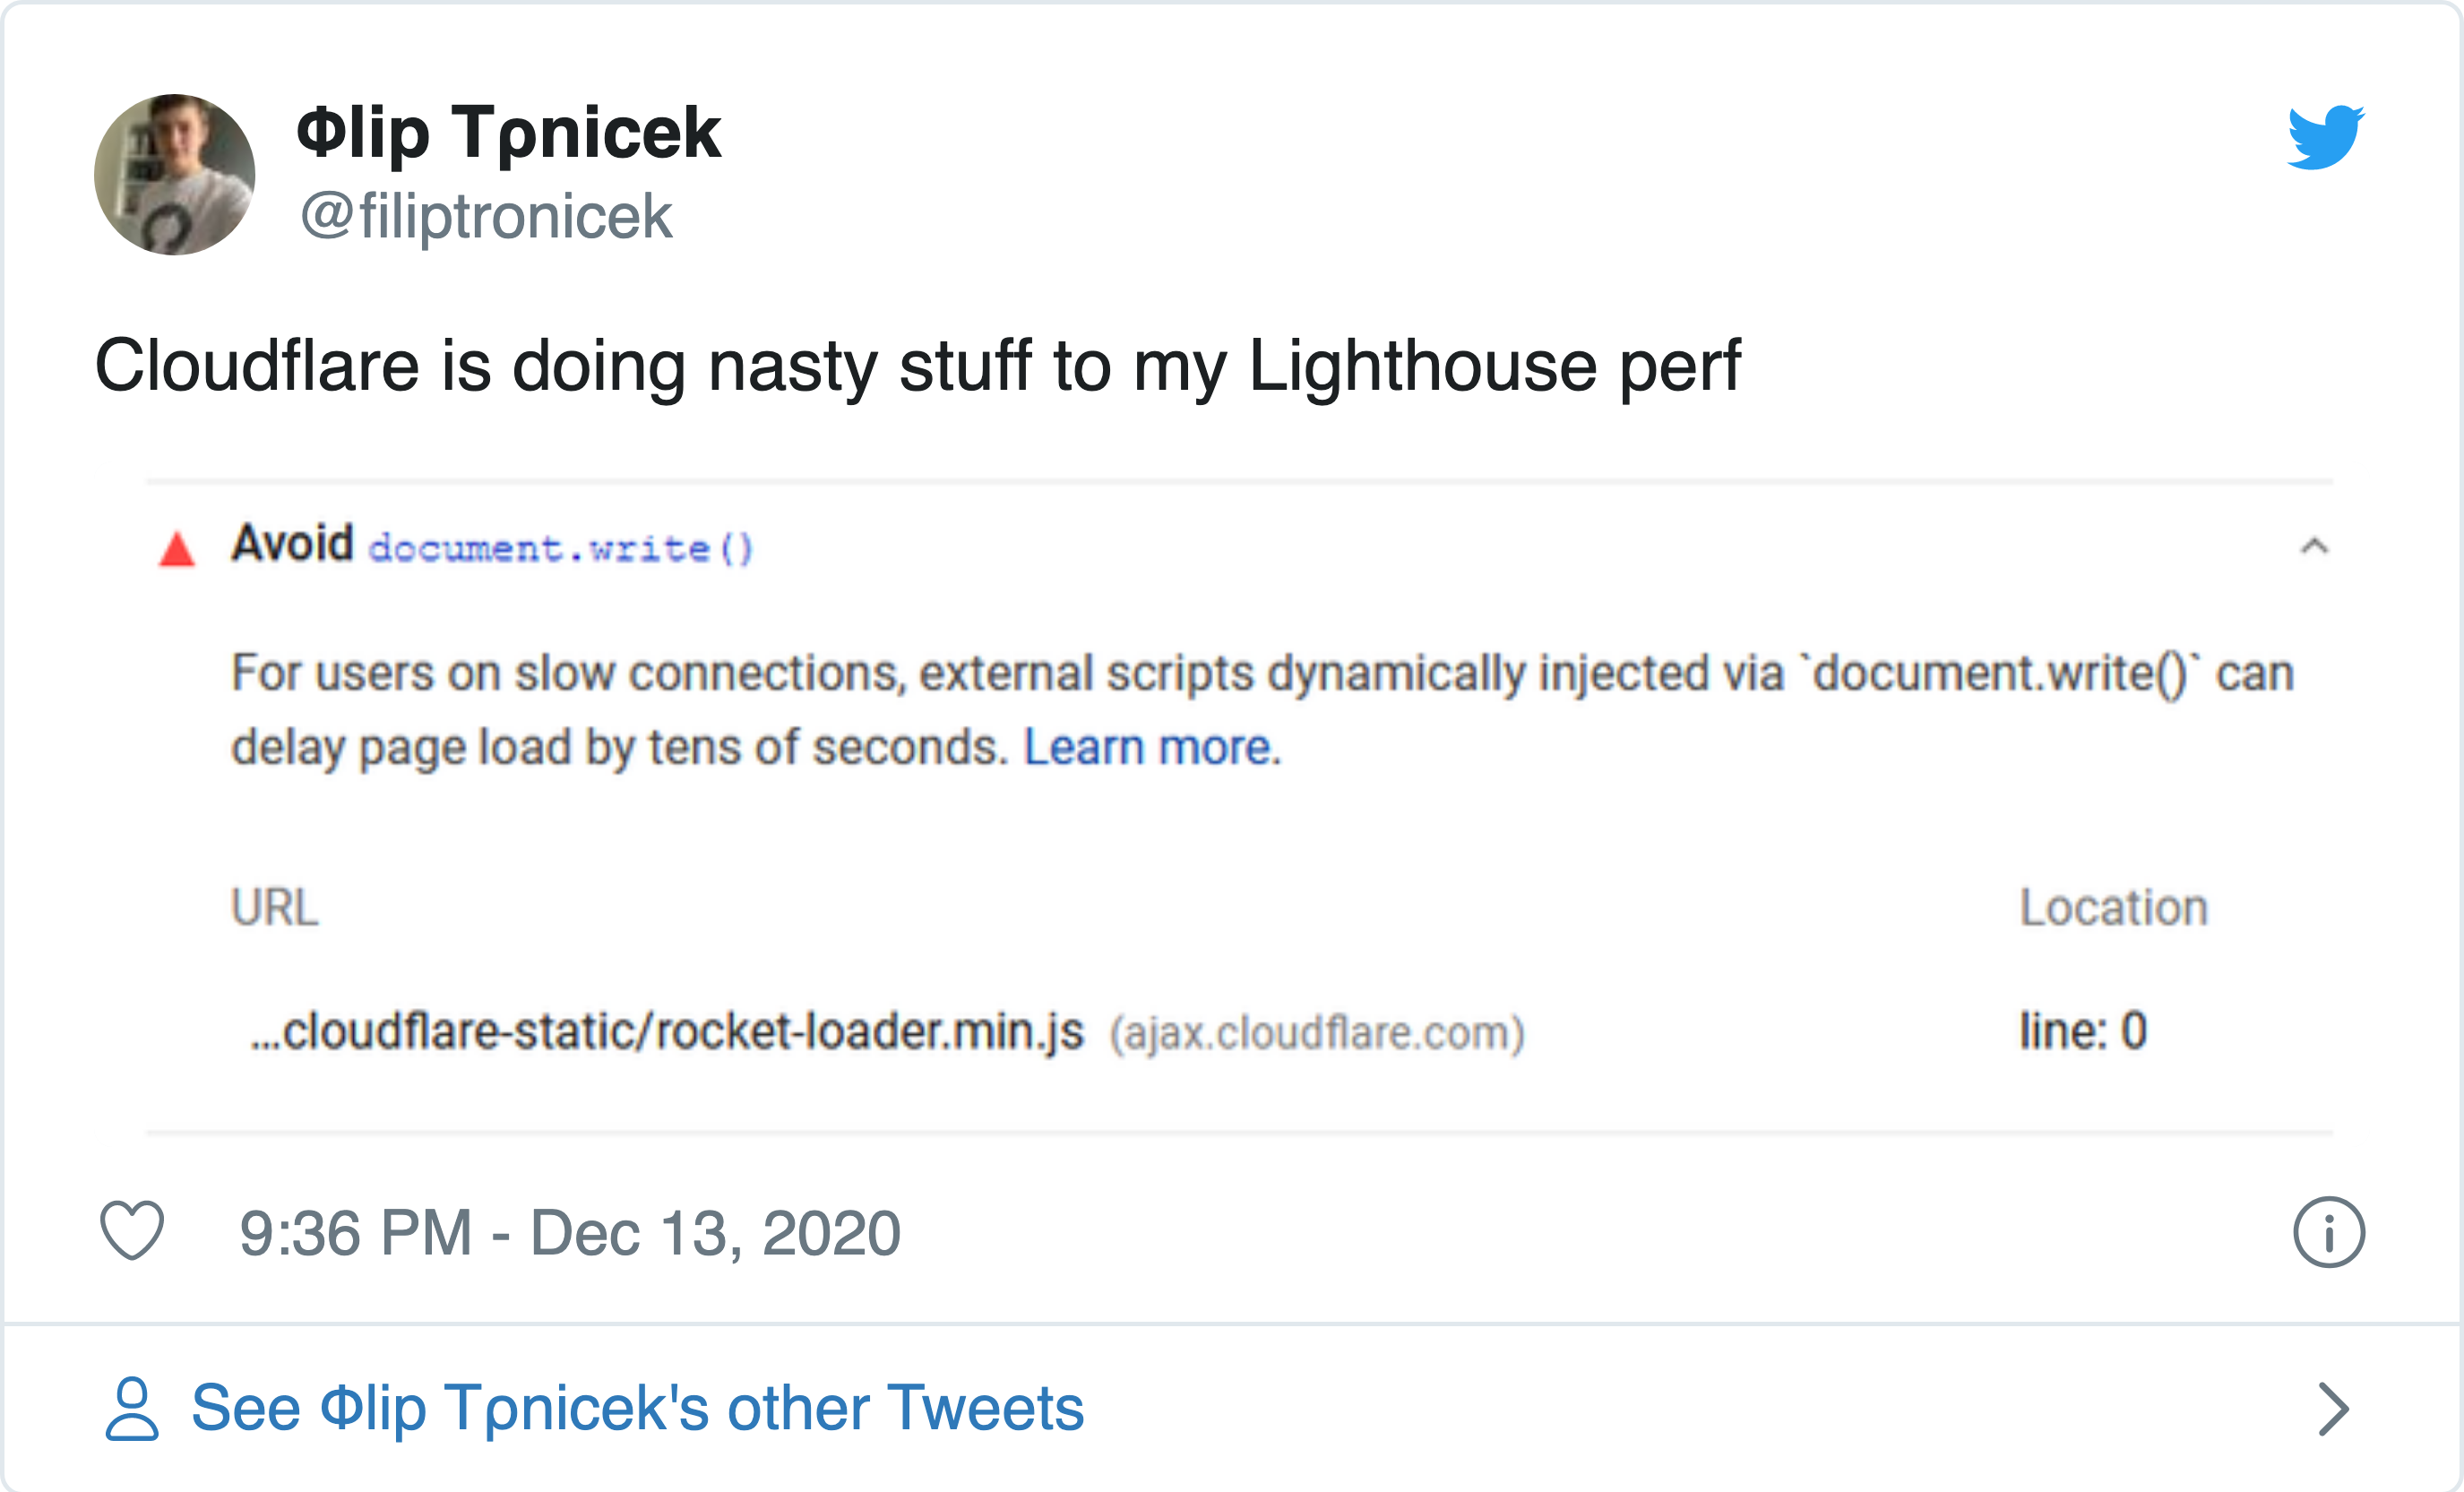 Φlip Tρnicek
@filiptronicek
Cloudflare is doing nasty stuff to my Lighthouse perf
Avoid document.write()
For users on slow connections, external scripts dynamically injected via `document.write()` can
delay page load by tens of seconds. Learn more.
URL Location
...cloudflare-static/rocket-loader.min.js (ajax.cloudflare.com) line: 0
9:36 PM - Dec 13, 2020
See Φlip Tρnicek's other Tweets